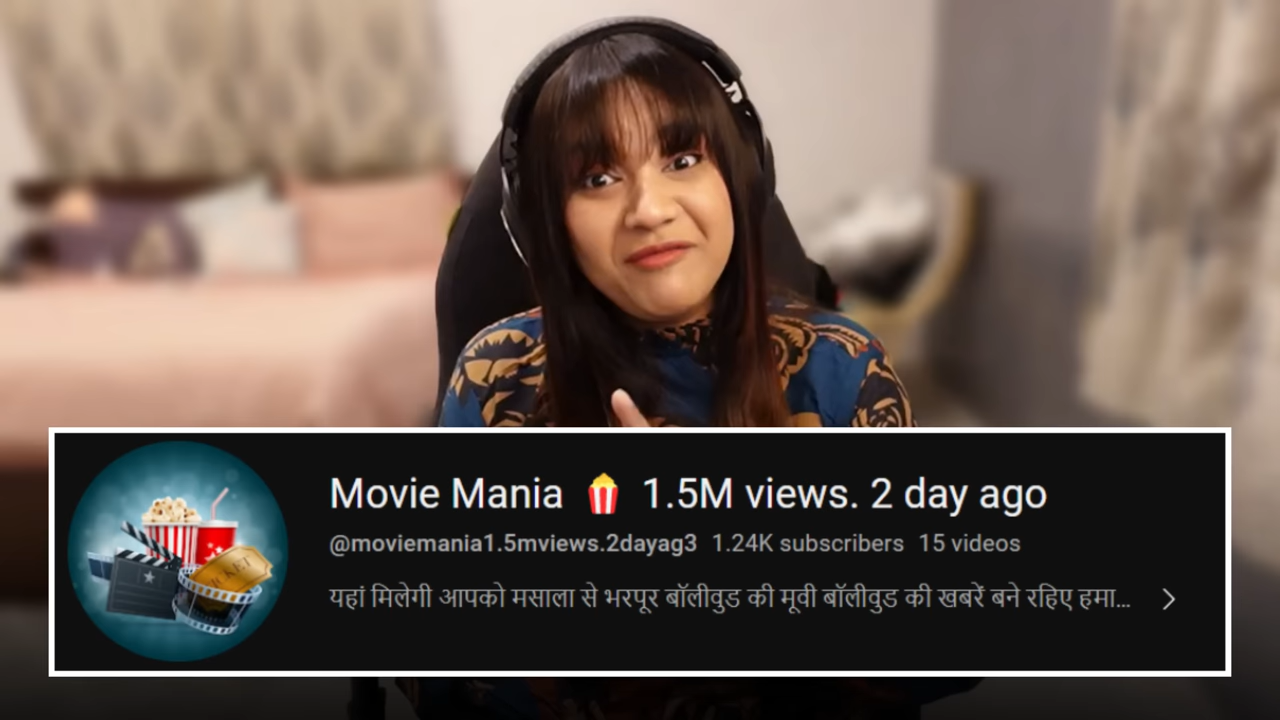 Movie Mania 🍿 1.5M views. 2 day ago
@moviemania1.5mviews.2dayag3 1.24K subscribers 15 videos
यहां मिलेगी आपको मसाला से भरपूर बॉलीवुड की मूवी बॉलीवुड की खबरें बने रहिए हमा...